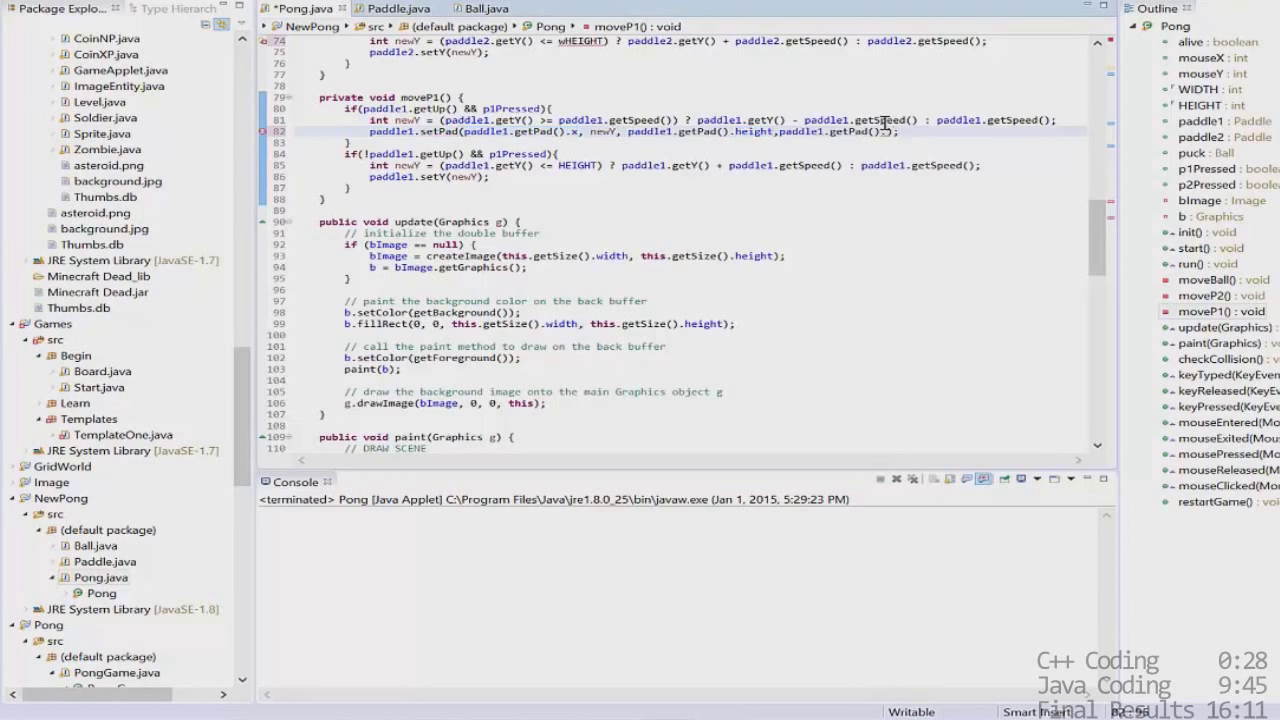 Package Explo...
Type Hierarch
CoinNP.java
CoinXP.java
GameApplet.java
ImageEntity.java
Level.java
Soldier.java
Sprite.java
Zombie.java
asteroid.png
background.jpg
Thumbs.db
asteroid.png
background.jpg
Thumbs.db
JRE System Library [JavaSE-1.7]
Minecraft Dead_lib
Minecraft Dead.jar
Thumbs.db
Games
src
Begin
Board.java
Start.java
Learn
Templates
TemplateOne.java
JRE System Library [JavaSE-1.7]
GridWorld
Image
NewPong
src
(default package)
Ball.java
Paddle.java
Pong.java
Pong
JRE System Library [JavaSE-1.8]
Pong
src
(default package)
PongGame.java
*Pong.java
Paddle.java
Ball.java
NewPong
src
(default package)
Pong
moveP1() : void
74 int newY = (paddle2.getY() <= wHEIGHT) ? paddle2.getY() + paddle2.getSpeed() : paddle2.getSpeed();
75 paddle2.setY(newY);
76 }
77 }
78
79 private void moveP1() {
80 if(paddle1.getUp() && p1Pressed){
81 int newY = (paddle1.getY() >= paddle1.getSpeed()) ? paddle1.getY() - paddle1.getSpeed() : paddle1.getSpeed();
82 paddle1.setPad(paddle1.getPad().x, newY, paddle1.getPad().height,paddle1.getPad().);
83 }
84 if(!paddle1.getUp() && p1Pressed){
85 int newY = (paddle1.getY() <= HEIGHT) ? paddle1.getY() + paddle1.getSpeed() : paddle1.getSpeed();
86 paddle1.setY(newY);
87 }
88 }
89
90 public void update(Graphics g) {
91 // initialize the double buffer
92 if (bImage == null) {
93 bImage = createImage(this.getSize().width, this.getSize().height);
94 b = bImage.getGraphics();
95 }
96
97 // paint the background color on the back buffer
98 b.setColor(getBackground());
99 b.fillRect(0, 0, this.getSize().width, this.getSize().height);
100
101 // call the paint method to draw on the back buffer
102 b.setColor(getForeground());
103 paint(b);
104
105 // draw the background image onto the main Graphics object g
106 g.drawImage(bImage, 0, 0, this);
107 }
108
109 public void paint(Graphics g) {
110 // DRAW SCENE
Console
<terminated> Pong [Java Applet] C:\Program Files\Java\jre1.8.0_25\bin\javaw.exe (Jan 1, 2015, 5:29:23 PM)
Outline
Pong
alive : boolean
mouseX : int
mouseY : int
WIDTH : int
HEIGHT : int
paddle1 : Paddle
paddle2 : Paddle
puck : Ball
p1Pressed : boolean
p2Pressed : boolea
bImage : Image
b : Graphics
init() : void
start() : void
run() : void
moveBall() : void
moveP2() : void
moveP1() : void
update(Graphics) :
paint(Graphics) : vo
checkCollision() : vo
keyTyped(KeyEven
keyReleased(KeyEv
keyPressed(KeyEve
mouseEntered(Mo
mouseExited(Mou
mousePressed(Mo
mouseReleased(M
mouseClicked(Mo
restartGame() : voi
C++ Coding 0:28
Java Coding 9:45
Final Results 16:11
Writable
Smart Insert